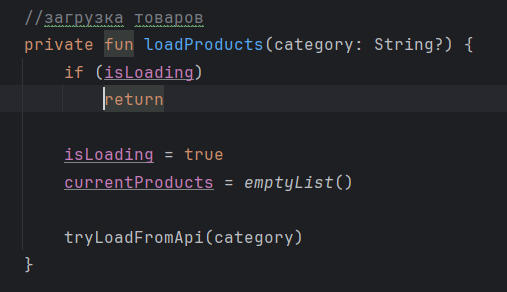 //загрузка товаров
private fun loadProducts(category: String?) {
if (isLoading)
return
isLoading = true
currentProducts = emptyList()
tryLoadFromApi(category)
}